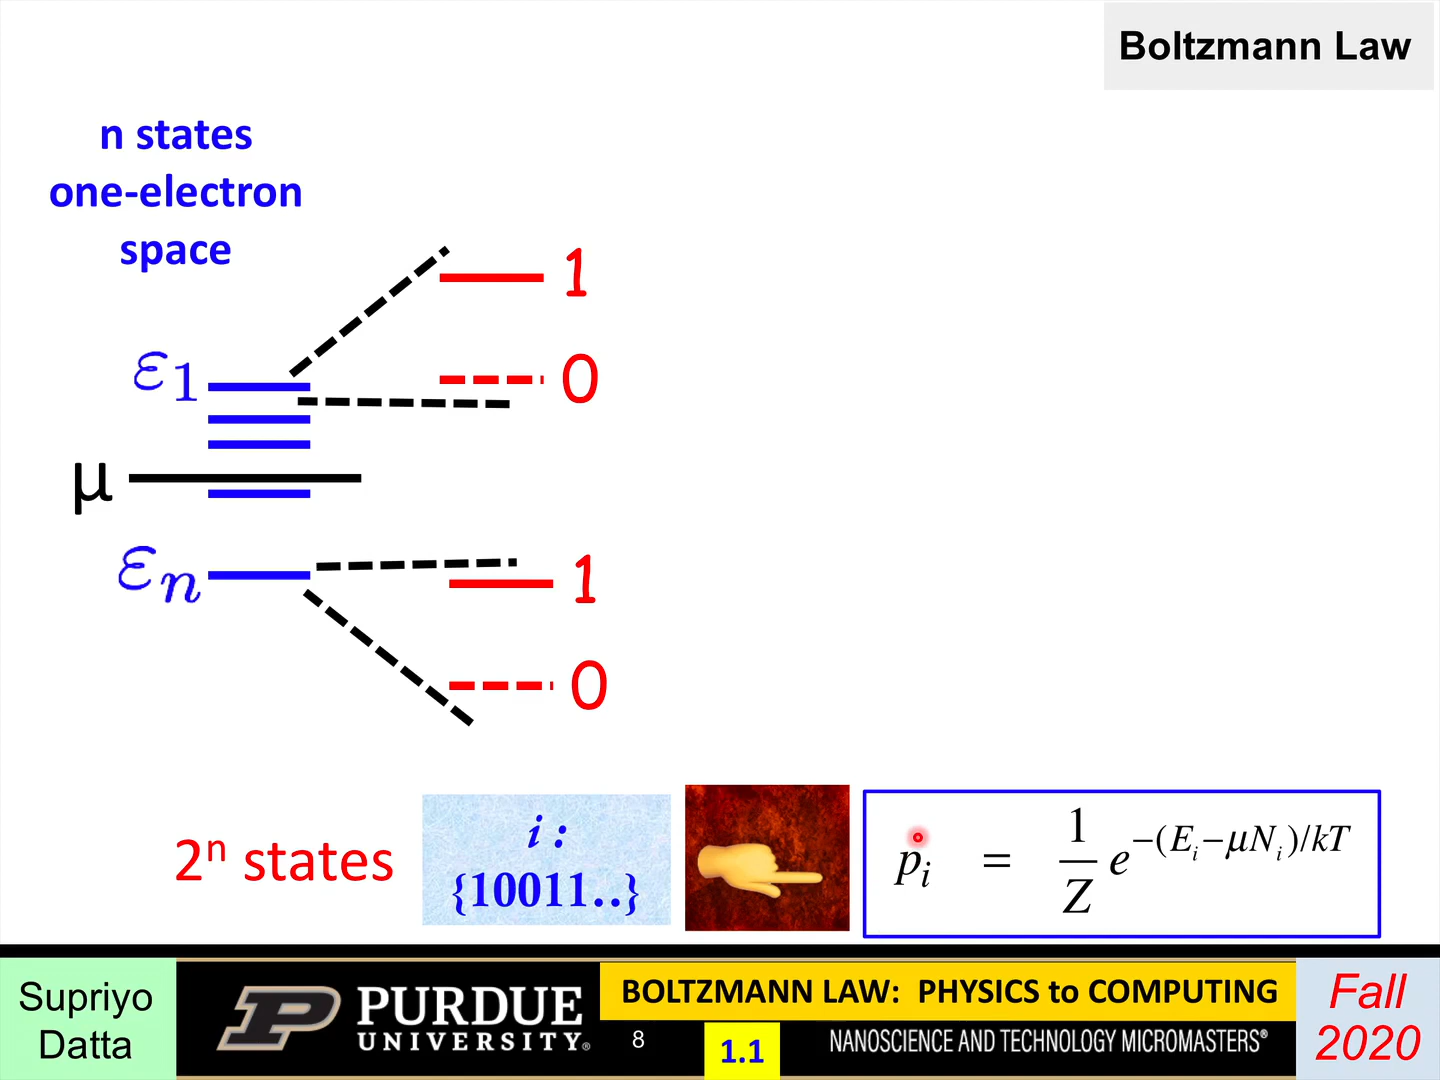 Boltzmann Law
n states
one-electron
space
1
0
ε1
μ
εn
1
0
2ⁿ states
i :
{10011..}
pᵢ = 1/Z e^−(Eᵢ−μNᵢ)/kT
Supriyo
Datta
PURDUE
UNIVERSITY®
BOLTZMANN LAW: PHYSICS to COMPUTING
8
1.1
NANOSCIENCE AND TECHNOLOGY MICROMASTERS®
Fall
2020